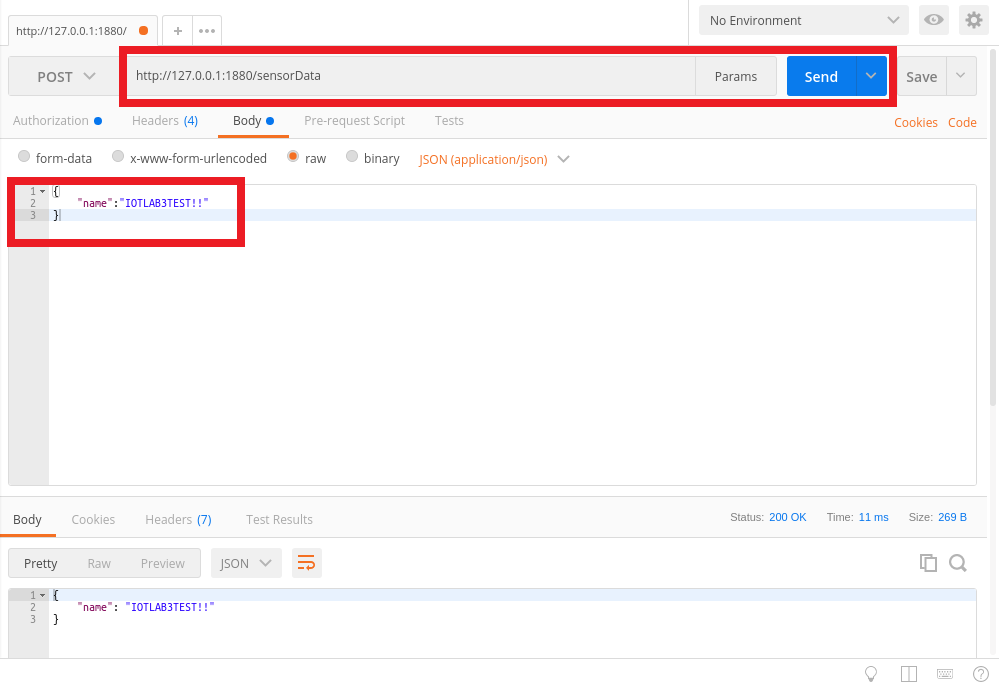 http://127.0.0.1:1880/
+
No Environment
POST
http://127.0.0.1:1880/sensorData
Params
Send
Save
Authorization
Headers (4)
Body
Pre-request Script
Tests
Cookies
Code
form-data
x-www-form-urlencoded
raw
binary
JSON (application/json)
1 {
2 "name":"IOTLAB3TEST!!"
3 }
Body
Cookies
Headers (7)
Test Results
Status: 200 OK
Time: 11 ms
Size: 269 B
Pretty
Raw
Preview
JSON
1 {
2 "name": "IOTLAB3TEST!!"
3 }
?